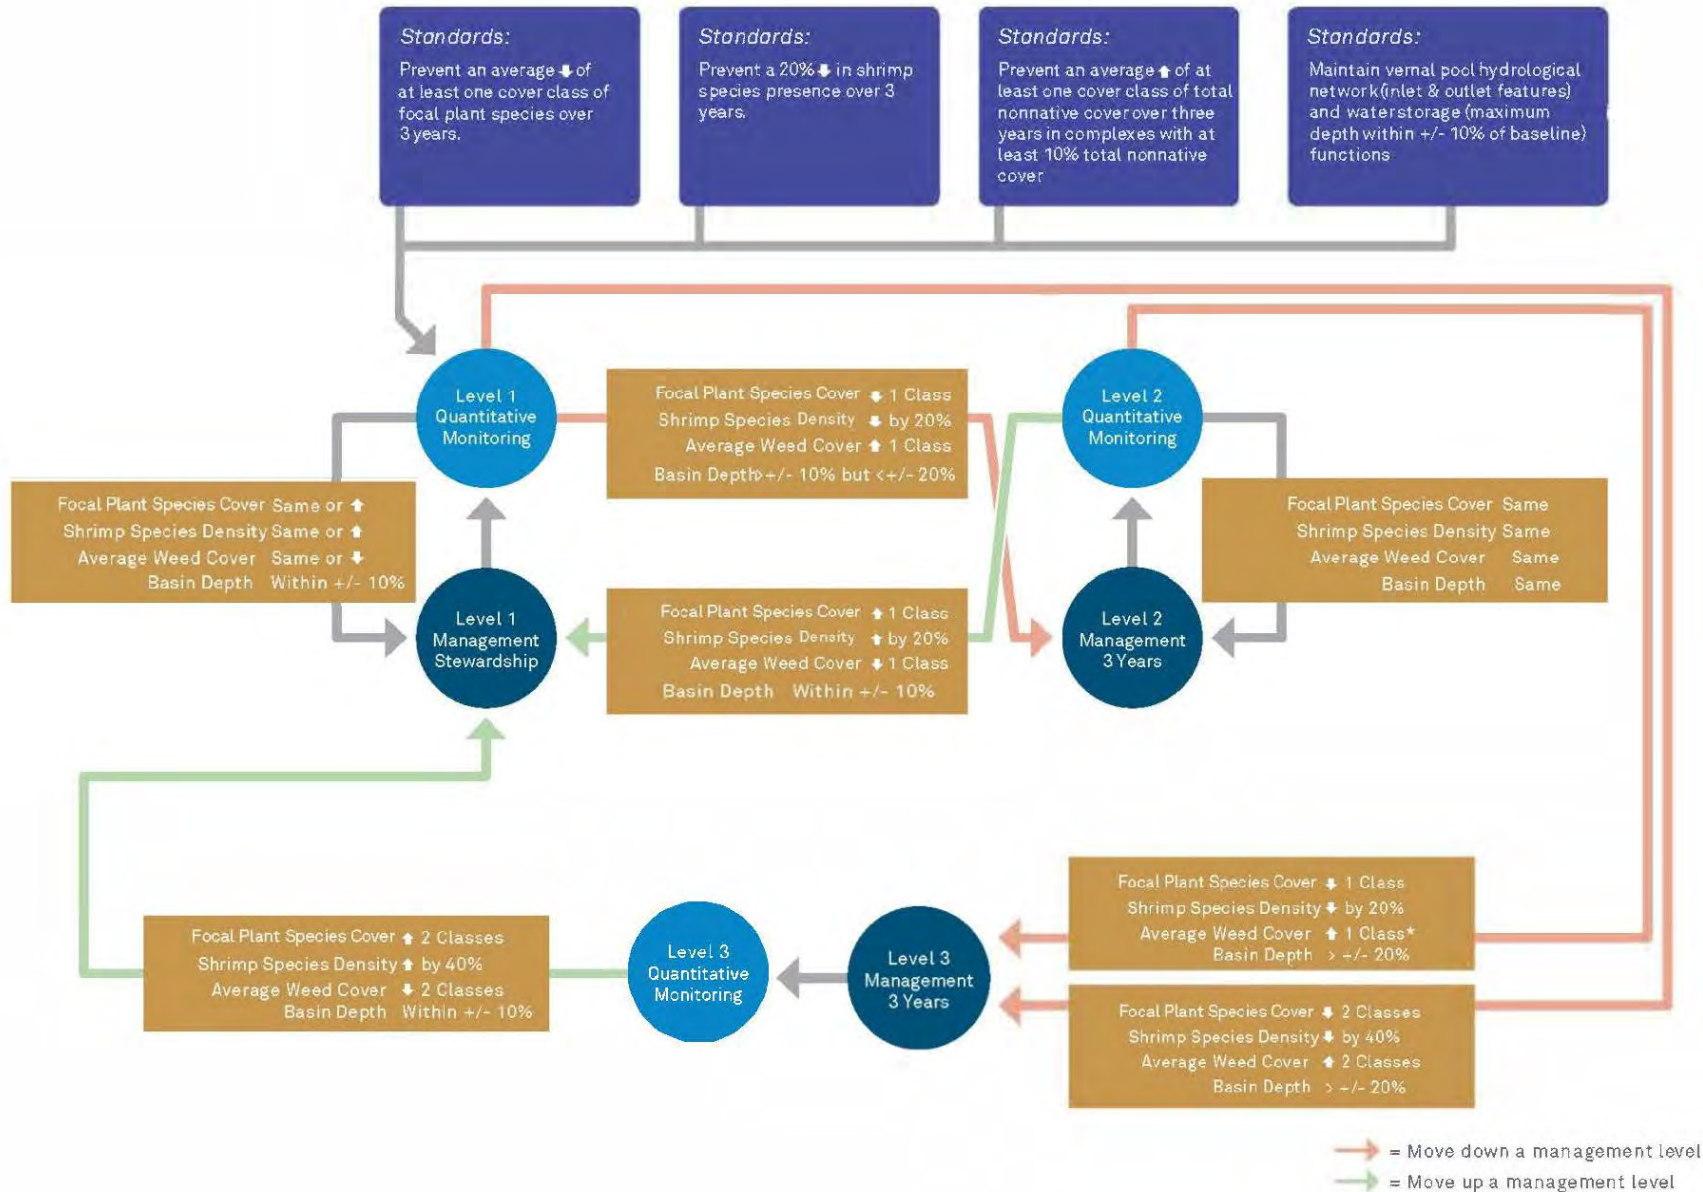 Standards:
Prevent an average ⬇ of
at least one cover class of
focal plant species over
3 years.
Standards:
Prevent a 20% ⬇ in shrimp
species presence over 3
years.
Standards:
Prevent an average ⬆ of at
least one cover class of total
nonnative cover over three
years in complexes with at
least 10% total nonnative
cover
Standards:
Maintain vernal pool hydrological
network (inlet & outlet features)
and water storage (maximum
depth within +/- 10% of baseline)
functions
Level 1
Quantitative
Monitoring
Focal Plant Species Cover ⬇ 1 Class
Shrimp Species Density ⬇ by 20%
Average Weed Cover ⬆ 1 Class
Basin Depth >+/- 10% but <+/- 20%
Level 2
Quantitative
Monitoring
Focal Plant Species Cover Same or ⬆
Shrimp Species Density Same or ⬆
Average Weed Cover Same or ⬇
Basin Depth Within +/- 10%
Focal Plant Species Cover Same
Shrimp Species Density Same
Average Weed Cover Same
Basin Depth Same
Level 1
Management
Stewardship
Focal Plant Species Cover ⬆ 1 Class
Shrimp Species Density ⬆ by 20%
Average Weed Cover ⬇ 1 Class
Basin Depth Within +/- 10%
Level 2
Management
3 Years
Focal Plant Species Cover ⬆ 2 Classes
Shrimp Species Density ⬆ by 40%
Average Weed Cover ⬇ 2 Classes
Basin Depth Within +/- 10%
Level 3
Quantitative
Monitoring
Level 3
Management
3 Years
Focal Plant Species Cover ⬇ 1 Class
Shrimp Species Density ⬇ by 20%
Average Weed Cover ⬆ 1 Class*
Basin Depth > +/- 20%
Focal Plant Species Cover ⬇ 2 Classes
Shrimp Species Density ⬇ by 40%
Average Weed Cover ⬆ 2 Classes
Basin Depth > +/- 20%
= Move down a management level
= Move up a management level